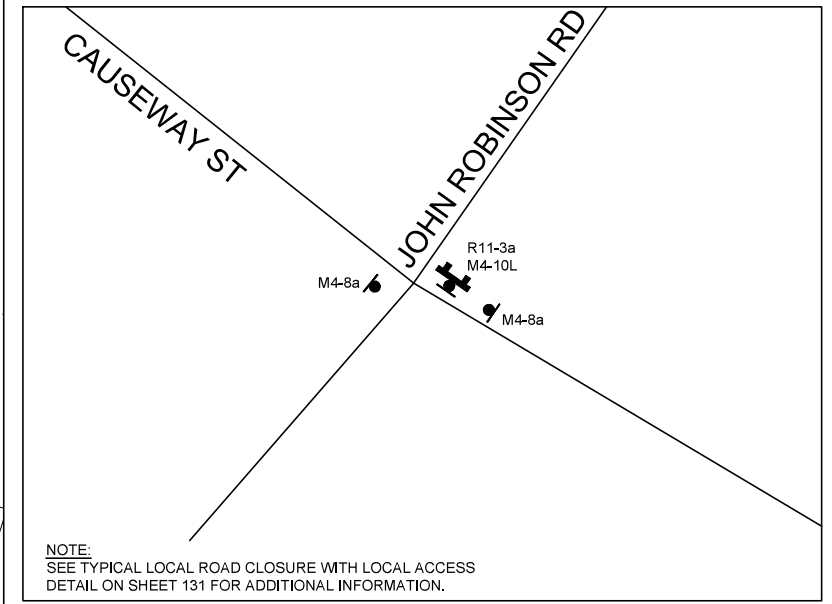 CAUSEWAY ST
JOHN ROBINSON RD
R11-3a
M4-10L
M4-8a
M4-8a
NOTE:
SEE TYPICAL LOCAL ROAD CLOSURE WITH LOCAL ACCESS
DETAIL ON SHEET 131 FOR ADDITIONAL INFORMATION.